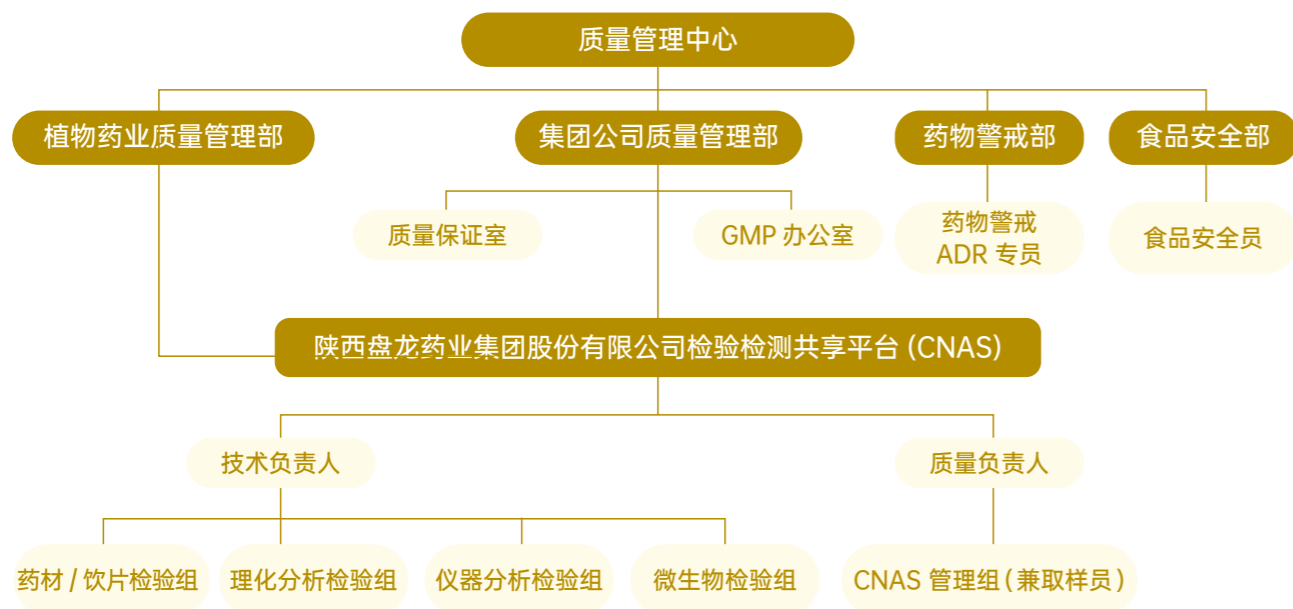 质量管理中心
植物药业质量管理部
集团公司质量管理部
药物警戒部
食品安全部
质量保证室
GMP 办公室
药物警戒
ADR 专员
食品安全员
陕西盘龙药业集团股份有限公司检验检测共享平台 (CNAS)
技术负责人
质量负责人
药材 / 饮片检验组
理化分析检验组
仪器分析检验组
微生物检验组
CNAS 管理组 ( 兼取样员 )